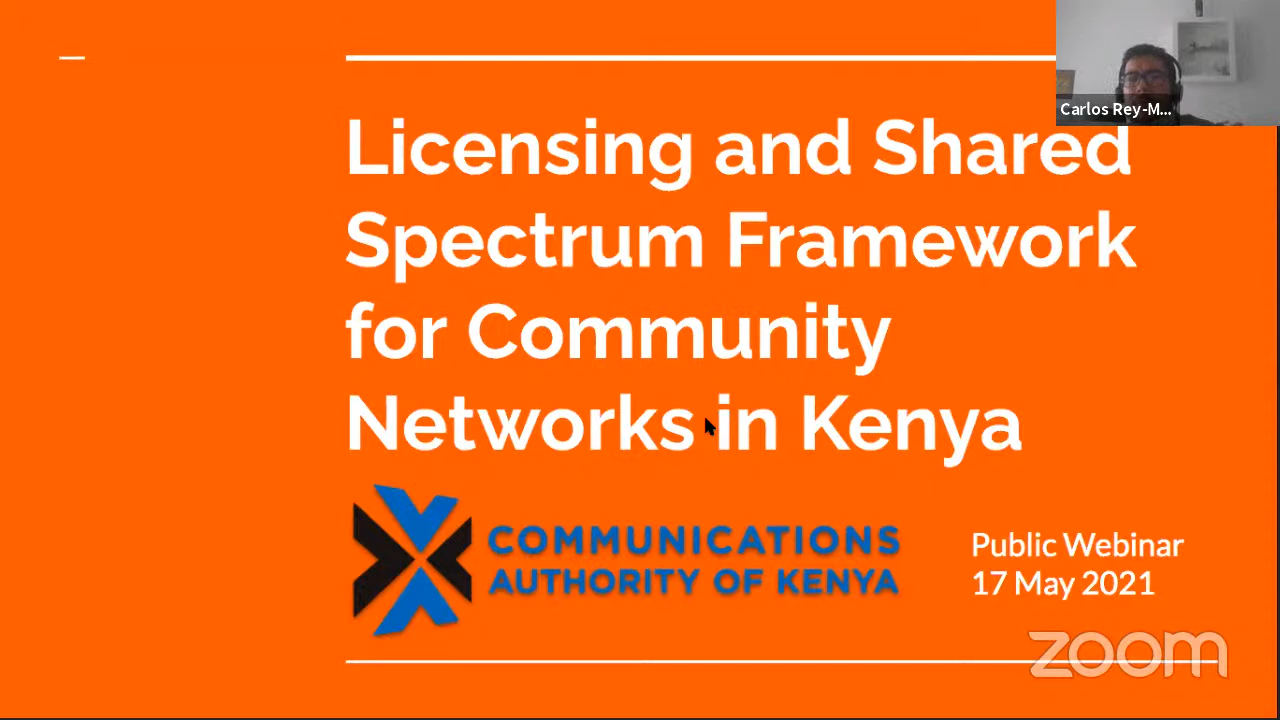 Carlos Rey-M...
Licensing and Shared
Spectrum Framework
for Community
Networks in Kenya
COMMUNICATIONS
AUTHORITY OF KENYA
Public Webinar
17 May 2021
zoom